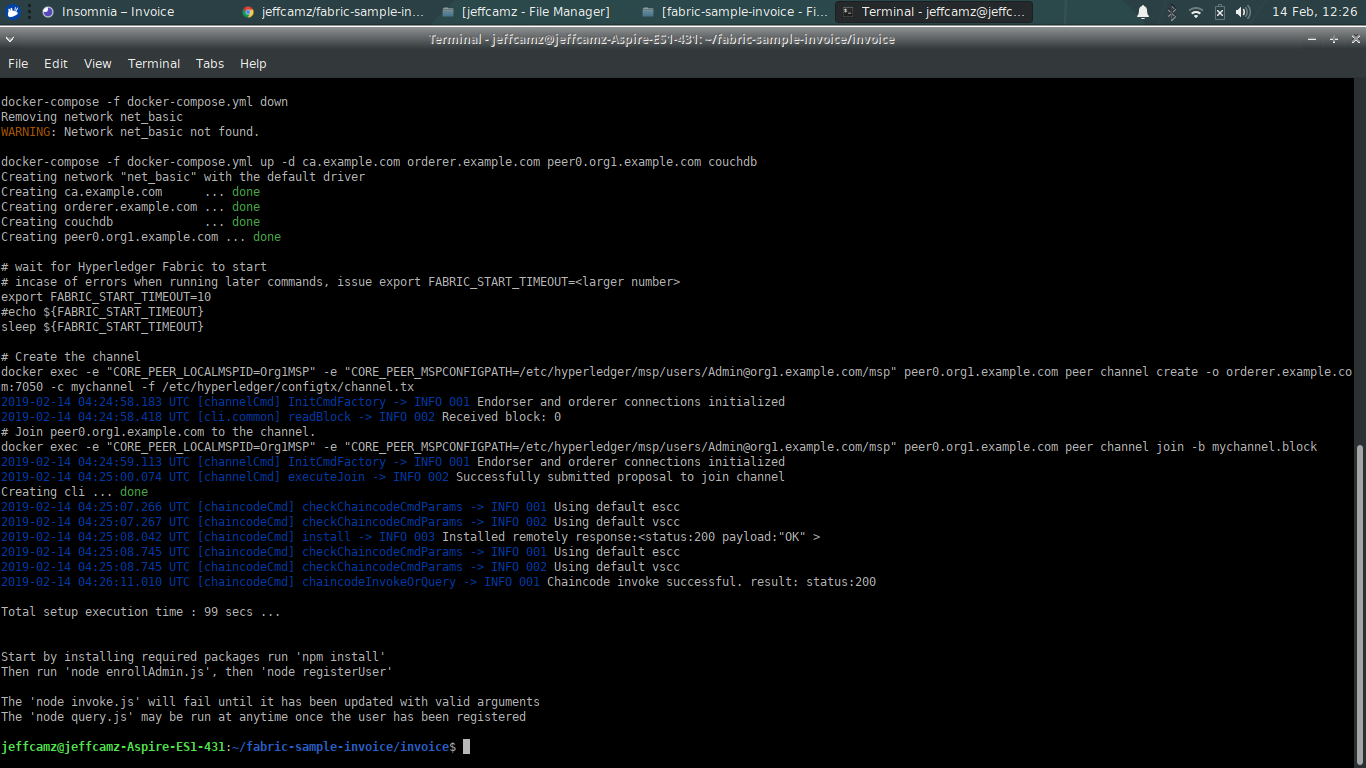 Insomnia – Invoice
jeffcamz/fabric-sample-in...
[jeffcamz - File Manager]
[fabric-sample-invoice - Fi...
Terminal - jeffcamz@jeffc...
14 Feb, 12:26
Terminal - jeffcamz@jeffcamz-Aspire-ES1-431: ~/fabric-sample-invoice/invoice
File Edit View Terminal Tabs Help
docker-compose -f docker-compose.yml down
Removing network net_basic
WARNING: Network net_basic not found.
docker-compose -f docker-compose.yml up -d ca.example.com orderer.example.com peer0.org1.example.com couchdb
Creating network "net_basic" with the default driver
Creating ca.example.com      ... done
Creating orderer.example.com ... done
Creating couchdb             ... done
Creating peer0.org1.example.com ... done
# wait for Hyperledger Fabric to start
# incase of errors when running later commands, issue export FABRIC_START_TIMEOUT=<larger number>
export FABRIC_START_TIMEOUT=10
#echo ${FABRIC_START_TIMEOUT}
sleep ${FABRIC_START_TIMEOUT}
# Create the channel
docker exec -e "CORE_PEER_LOCALMSPID=Org1MSP" -e "CORE_PEER_MSPCONFIGPATH=/etc/hyperledger/msp/users/Admin@org1.example.com/msp" peer0.org1.example.com peer channel create -o orderer.example.co
m:7050 -c mychannel -f /etc/hyperledger/configtx/channel.tx
2019-02-14 04:24:58.183 UTC [channelCmd] InitCmdFactory -> INFO 001 Endorser and orderer connections initialized
2019-02-14 04:24:58.418 UTC [cli.common] readBlock -> INFO 002 Received block: 0
# Join peer0.org1.example.com to the channel.
docker exec -e "CORE_PEER_LOCALMSPID=Org1MSP" -e "CORE_PEER_MSPCONFIGPATH=/etc/hyperledger/msp/users/Admin@org1.example.com/msp" peer0.org1.example.com peer channel join -b mychannel.block
2019-02-14 04:24:59.113 UTC [channelCmd] InitCmdFactory -> INFO 001 Endorser and orderer connections initialized
2019-02-14 04:25:00.074 UTC [channelCmd] executeJoin -> INFO 002 Successfully submitted proposal to join channel
Creating cli ... done
2019-02-14 04:25:07.266 UTC [chaincodeCmd] checkChaincodeCmdParams -> INFO 001 Using default escc
2019-02-14 04:25:07.267 UTC [chaincodeCmd] checkChaincodeCmdParams -> INFO 002 Using default vscc
2019-02-14 04:25:08.042 UTC [chaincodeCmd] install -> INFO 003 Installed remotely response:<status:200 payload:"OK" >
2019-02-14 04:25:08.745 UTC [chaincodeCmd] checkChaincodeCmdParams -> INFO 001 Using default escc
2019-02-14 04:25:08.745 UTC [chaincodeCmd] checkChaincodeCmdParams -> INFO 002 Using default vscc
2019-02-14 04:26:11.010 UTC [chaincodeCmd] chaincodeInvokeOrQuery -> INFO 001 Chaincode invoke successful. result: status:200
Total setup execution time : 99 secs ...
Start by installing required packages run 'npm install'
Then run 'node enrollAdmin.js', then 'node registerUser'
The 'node invoke.js' will fail until it has been updated with valid arguments
The 'node query.js' may be run at anytime once the user has been registered
jeffcamz@jeffcamz-Aspire-ES1-431:~/fabric-sample-invoice/invoice$